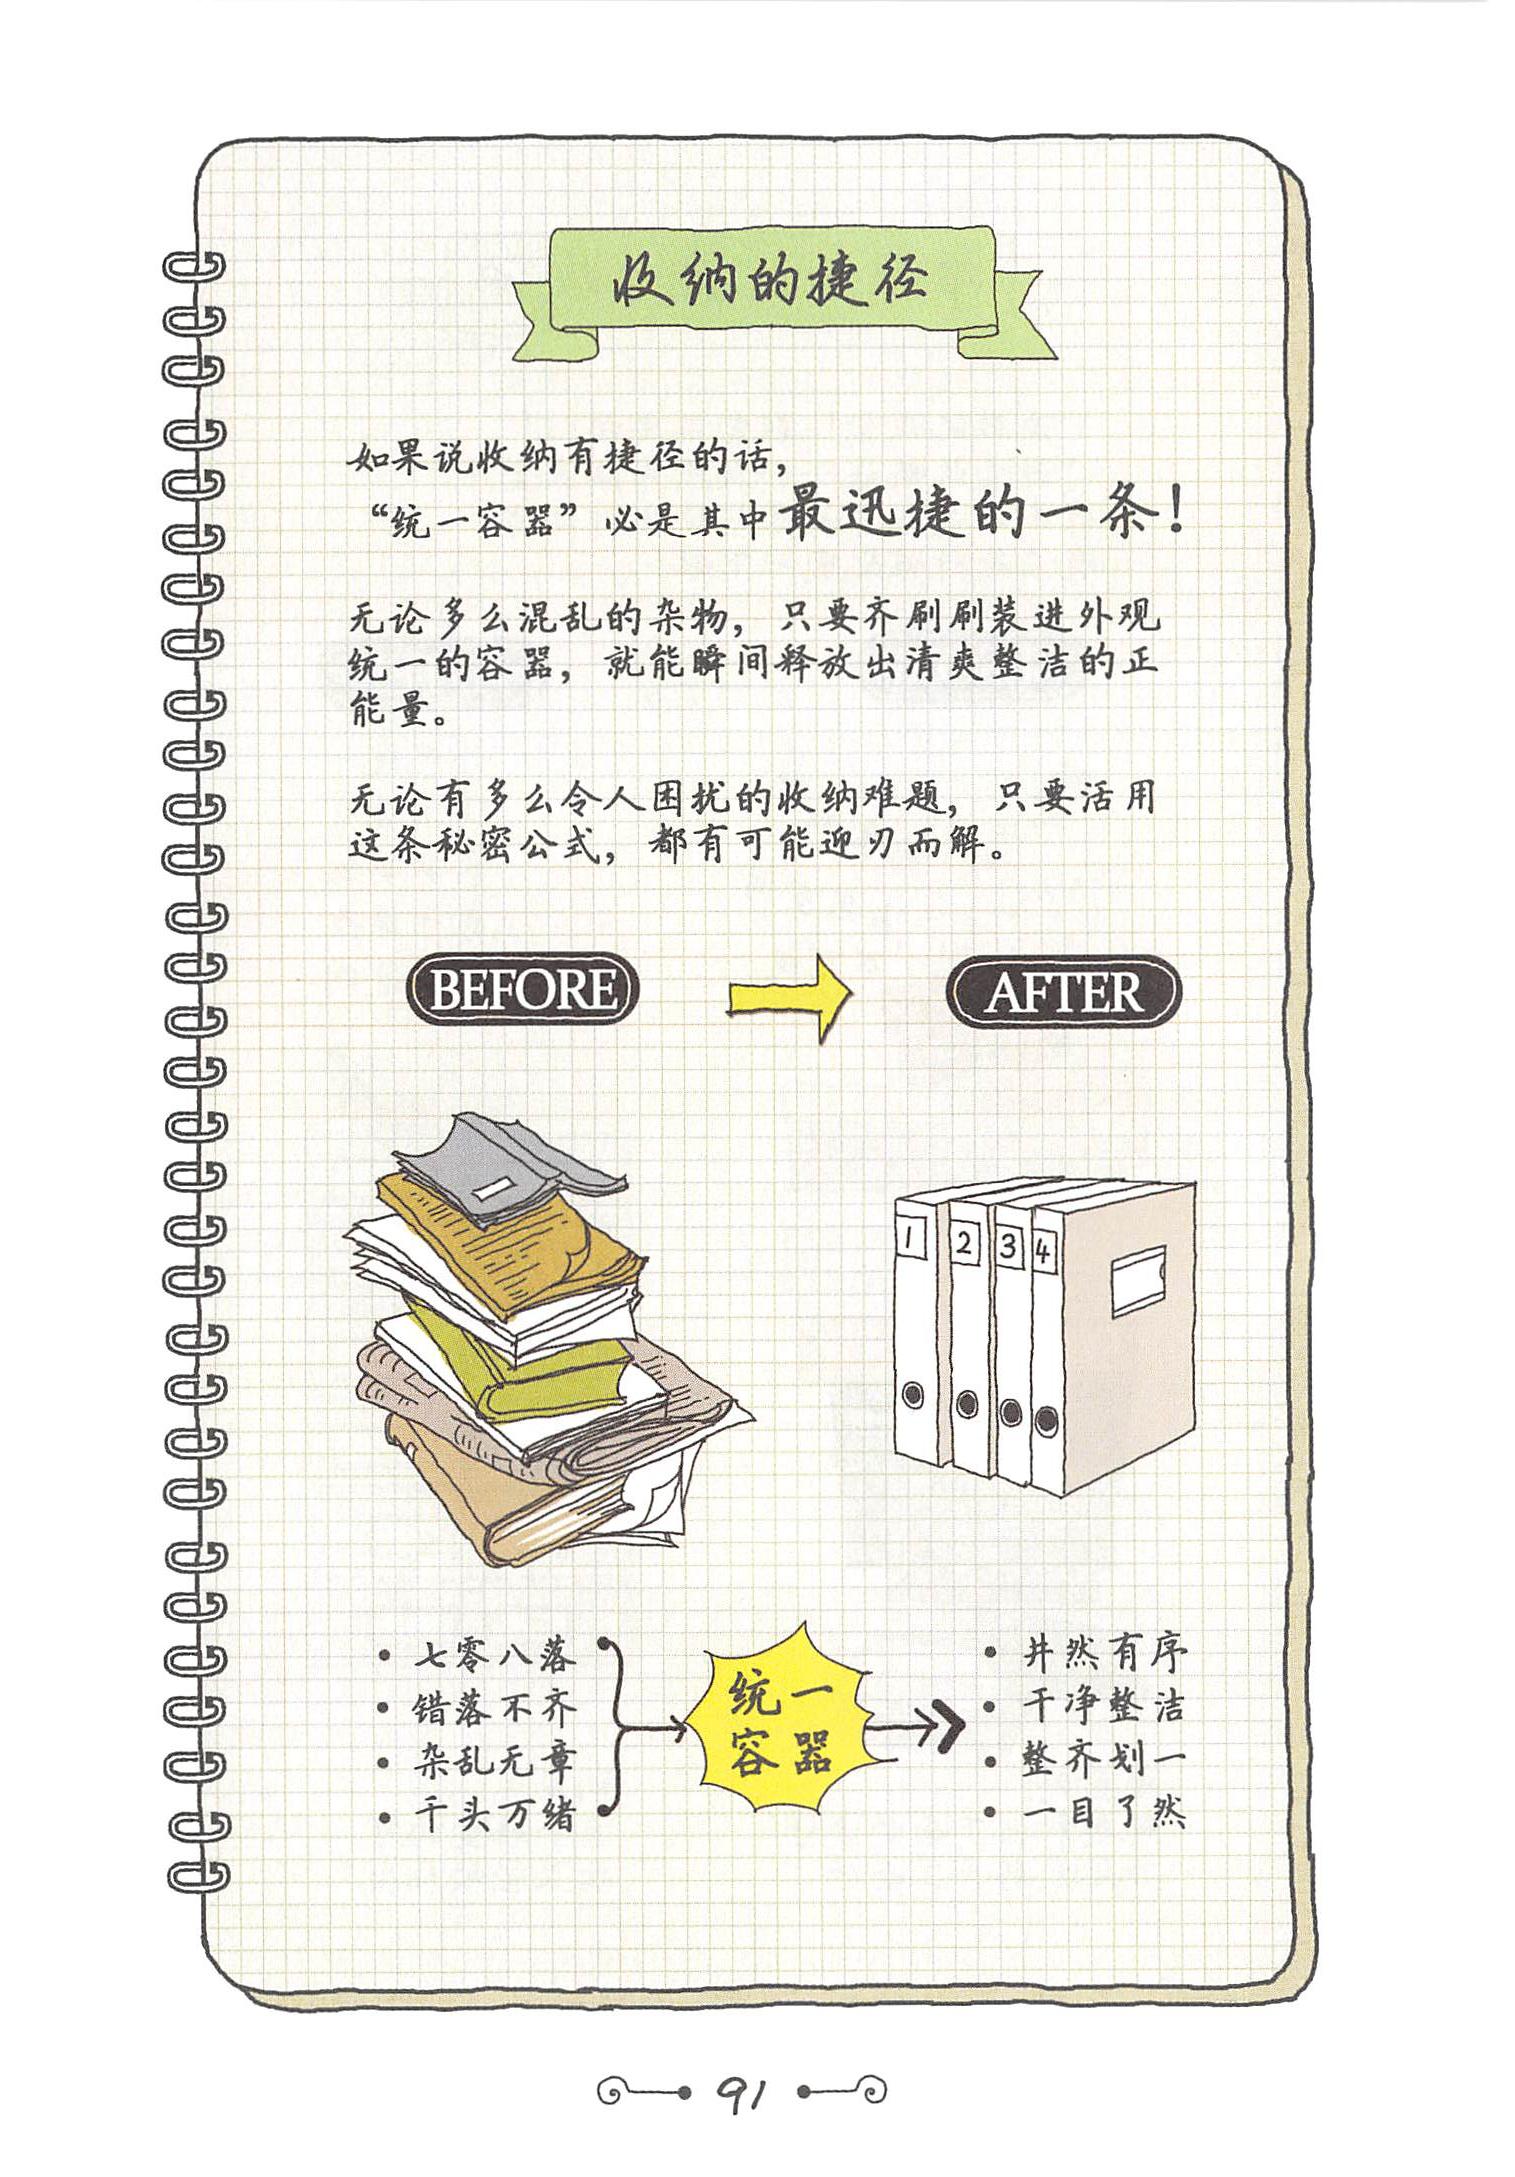 收纳的捷径
如果说收纳有捷径的话，
“统一容器”必是其中最迅捷的一条！
无论多么混乱的杂物，只要齐刷刷装进外观
统一的容器，就能瞬间释放出清爽整洁的正
能量。
无论有多么令人困扰的收纳难题，只要活用
这条秘密公式，都有可能迎刃而解。
BEFORE
AFTER
1 2 3 4
• 七零八落
• 错落不齐
• 杂乱无章
• 千头万绪
统一
容器
• 井然有序
• 干净整洁
• 整齐划一
• 一目了然
91